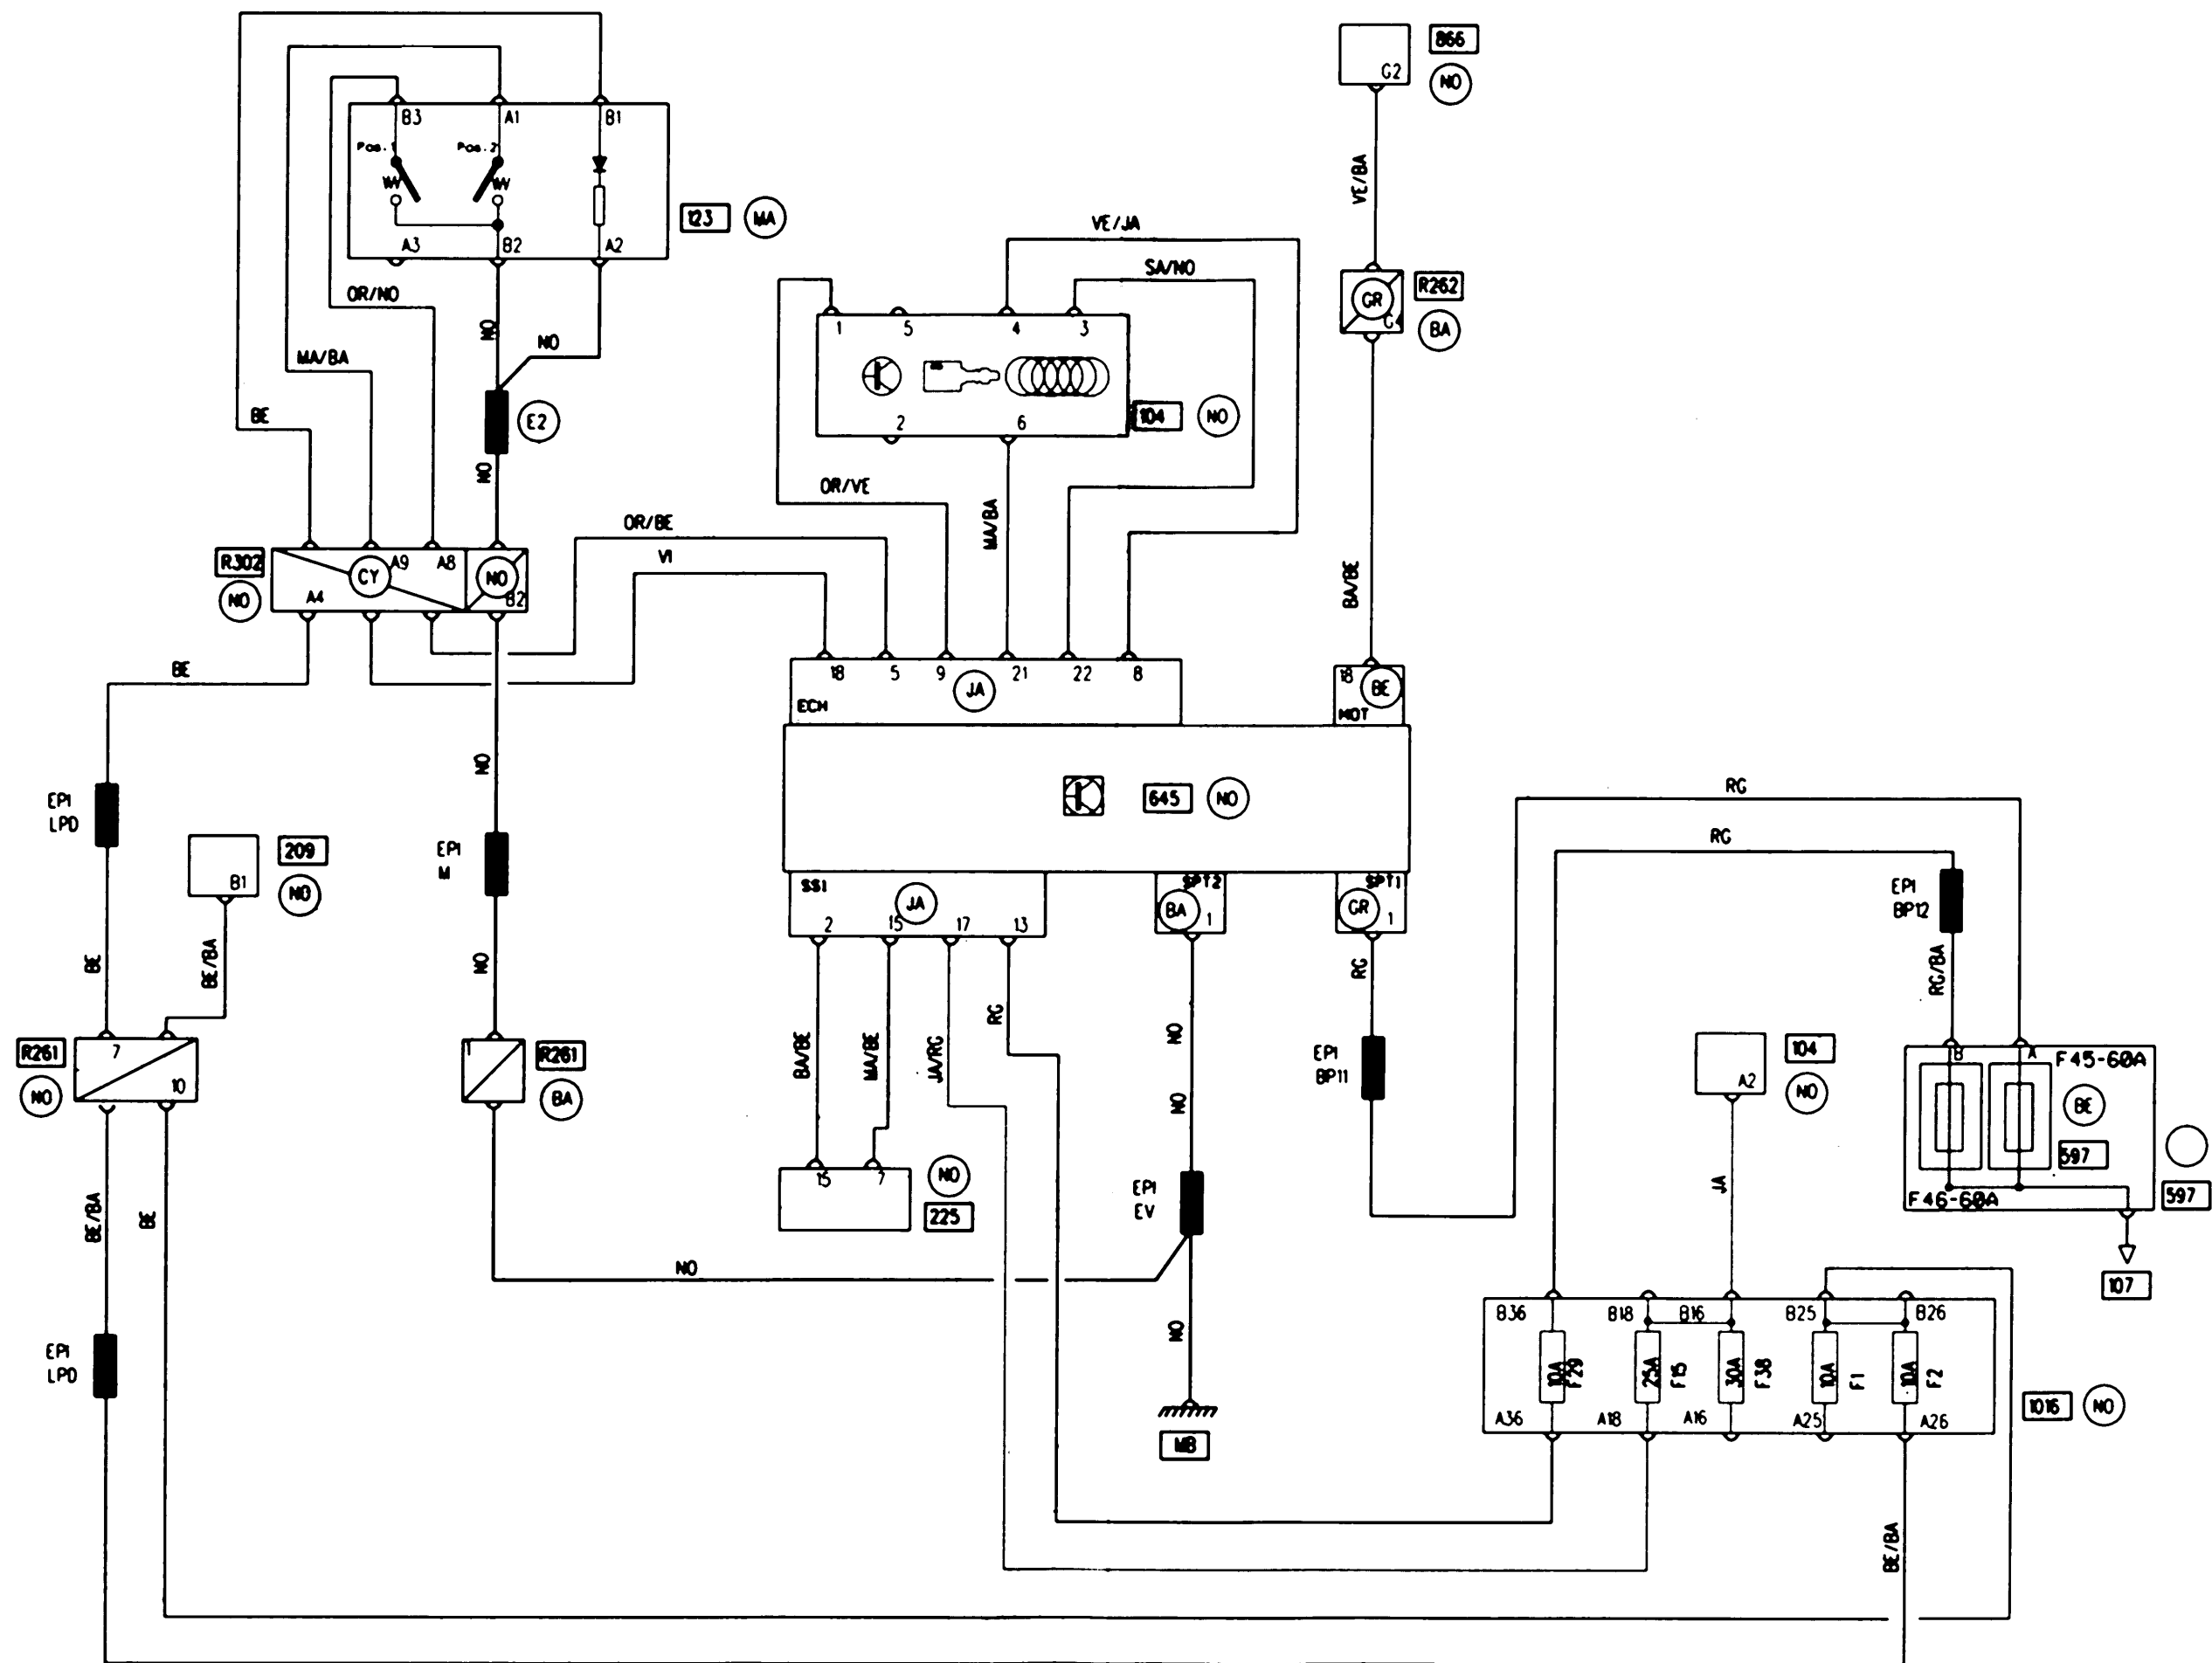 866
G2
NO
B3 A1 B1
Pos. 1 Pos. 2
A3 B2 A2
123 MA
VE/BA
VE/JA
SA/NO
OR/NO
NO
NO
MA/BA
BE
E2
NO
1 5 4 3
2 6
104 NO
GR
R262
BA
OR/VE
MA/BA
OR/BE
VI
BA/BE
R302
NO
CY A9 A8 NO
A4 B2
BE
18 5 9 21 22 8
JA
ECH
18 BE
MOT
645 NO
NO
EP1
LPD
209
B1
NO
EP1
M
SS1
JA
2 15 17 13
SPT2
BA 1
SPT1
GR 1
RG
RG
EP1
BP12
RG/BA
BE
BE/BA
NO
BA/BE
MA/BE
JA/RG
RG
NO
NO
RG
EP1
BP11
R261
NO
7
10
1
R261
BA
104
A2
NO
B A F45-60A
BE
597
F46-60A
597
107
15 7
NO
225
EP1
EV
JA
BE/BA
BE
NO
NO
EP1
LPD
MB
B36 B18 B16 B25 B26
10A F29
25A F15
30A F38
10A F1
10A F2
A36 A18 A16 A25 A26
1016 NO
BE/BA